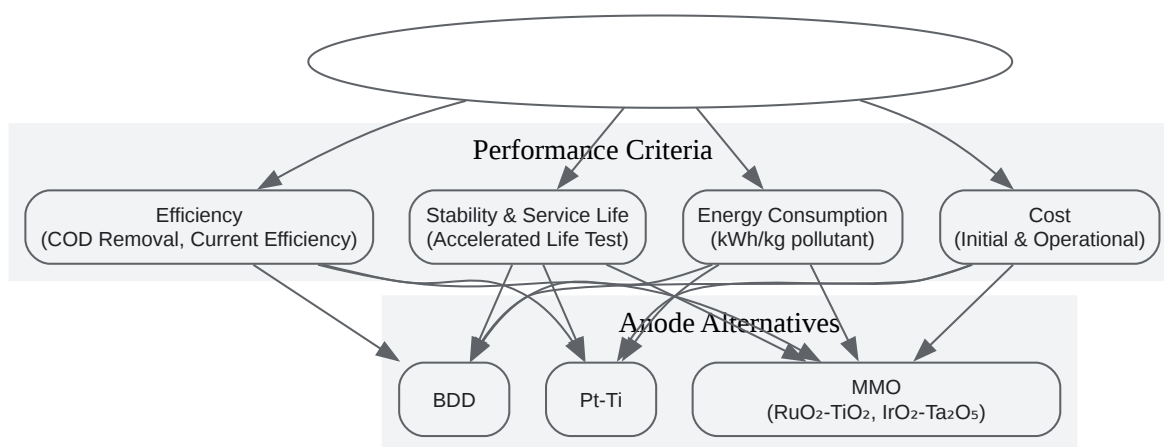 Performance Criteria
Efficiency
(COD Removal, Current Efficiency)
Stability & Service Life
(Accelerated Life Test)
Energy Consumption
(kWh/kg pollutant)
Cost
(Initial & Operational)
Anode Alternatives
BDD
Pt-Ti
MMO
(RuO₂-TiO₂, IrO₂-Ta₂O₅)